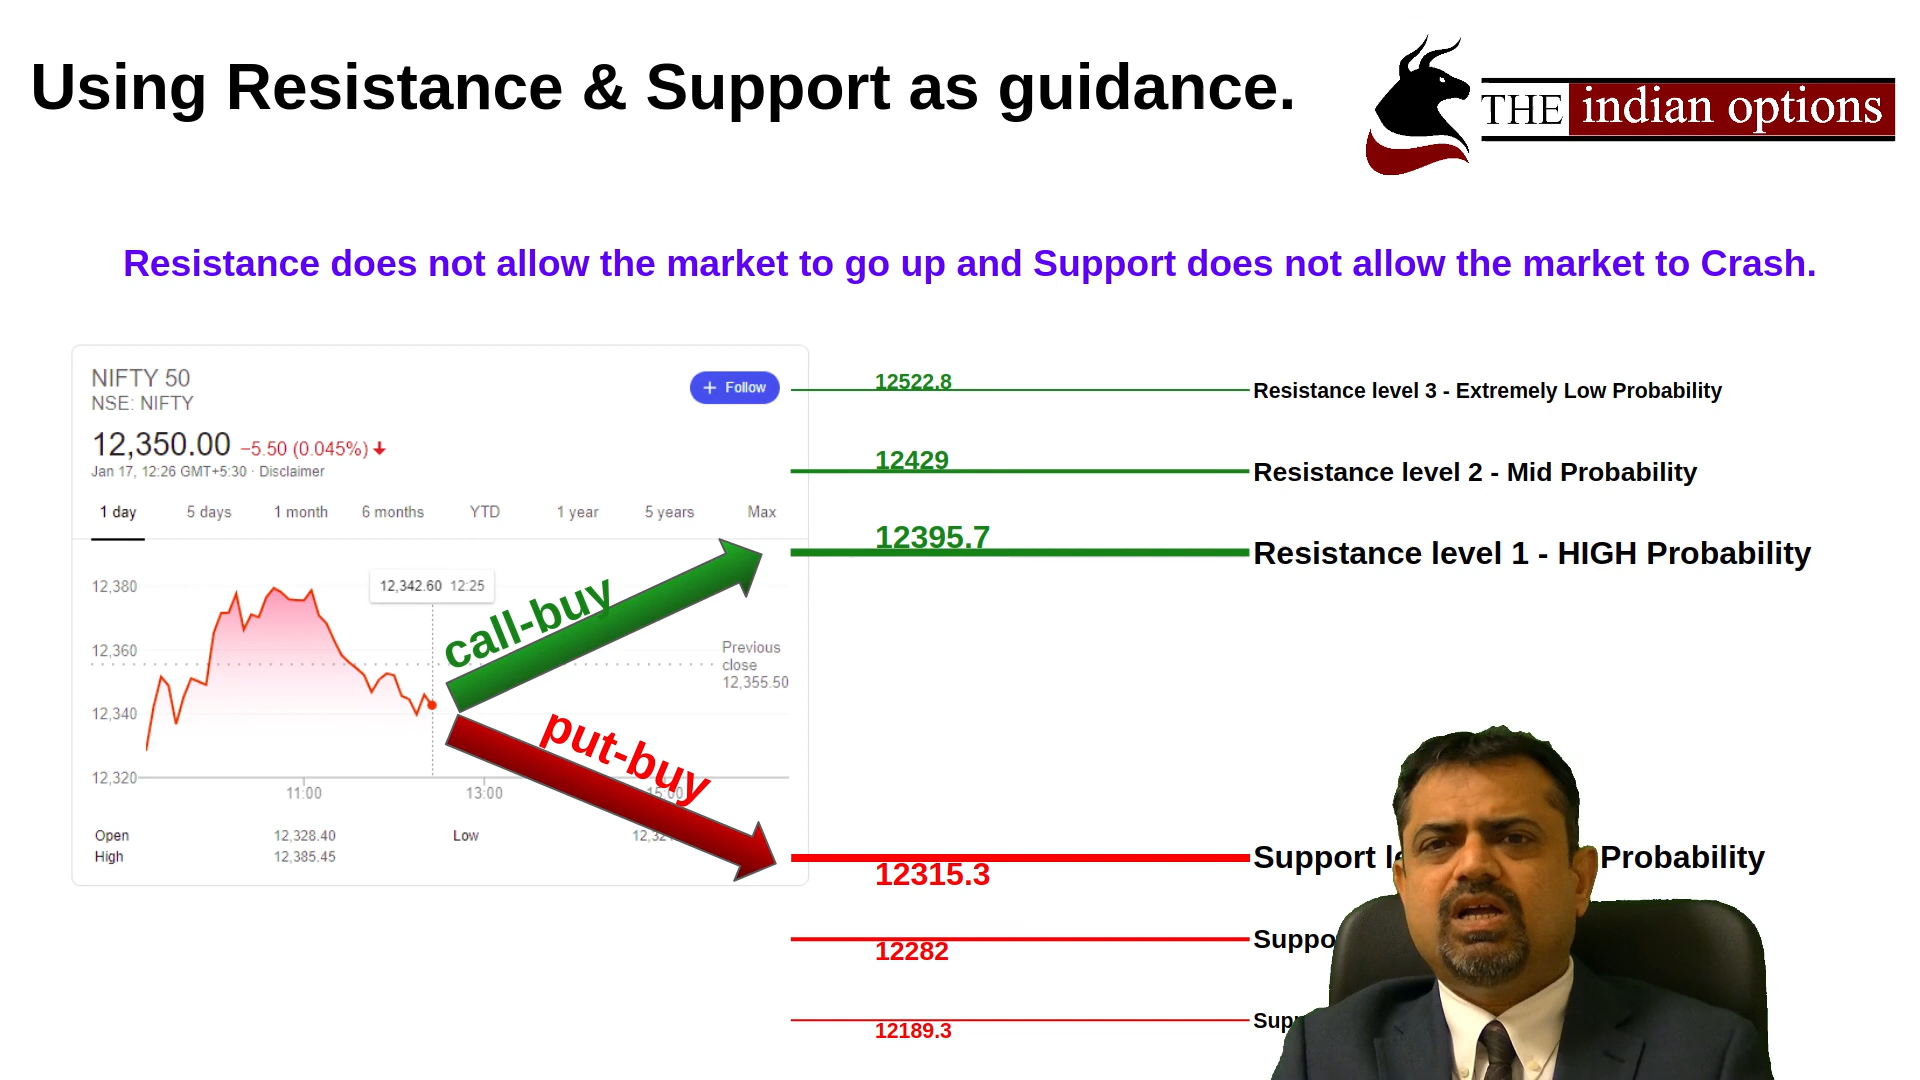 Using Resistance & Support as guidance.
THE indian options
Resistance does not allow the market to go up and Support does not allow the market to Crash.
NIFTY 50
NSE: NIFTY
+ Follow
12,350.00 −5.50 (0.045%)
Jan 17, 12:26 GMT+5:30 · Disclaimer
1 day 5 days 1 month 6 months YTD 1 year 5 years Max
12,342.60 12:25
12,380
12,360
12,340
12,320
Previous
close
12,355.50
11:00 13:00 15:00
Open 12,328.40 Low
High 12,385.45
call-buy
put-buy
12522.8 Resistance level 3 - Extremely Low Probability
12429 Resistance level 2 - Mid Probability
12395.7 Resistance level 1 - HIGH Probability
12315.3 Support Probability
12282
12189.3